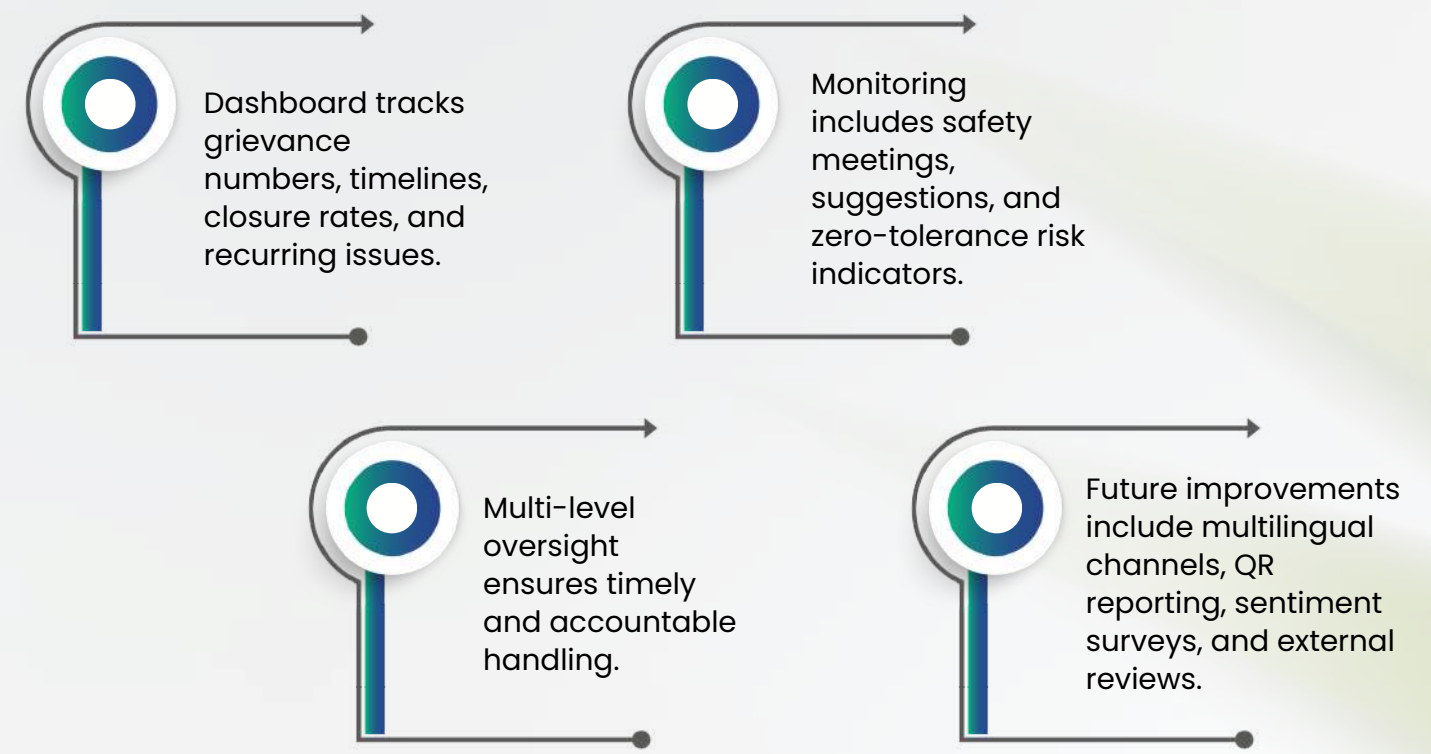 Dashboard tracks
grievance
numbers, timelines,
closure rates, and
recurring issues.
Monitoring
includes safety
meetings,
suggestions, and
zero-tolerance risk
indicators.
Multi-level
oversight
ensures timely
and accountable
handling.
Future improvements
include multilingual
channels, QR
reporting, sentiment
surveys, and external
reviews.